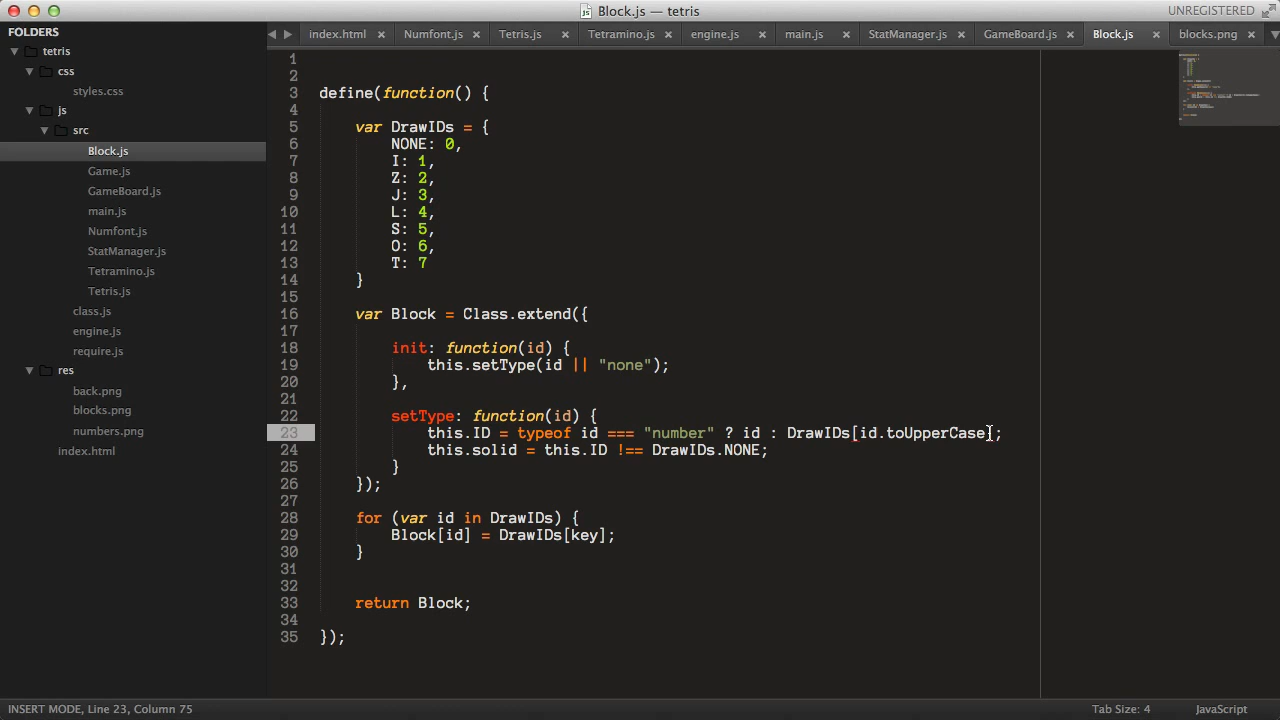 Block.js — tetris
UNREGISTERED
FOLDERS
tetris
css
styles.css
js
src
Block.js
Game.js
GameBoard.js
main.js
Numfont.js
StatManager.js
Tetramino.js
Tetris.js
class.js
engine.js
require.js
res
back.png
blocks.png
numbers.png
index.html
index.html × Numfont.js × Tetris.js × Tetramino.js × engine.js × main.js × StatManager.js × GameBoard.js × Block.js × blocks.png ×
1
2
3 define(function() {
4
5 var DrawIDs = {
6 NONE: 0,
7 I: 1,
8 Z: 2,
9 J: 3,
10 L: 4,
11 S: 5,
12 O: 6,
13 T: 7
14 }
15
16 var Block = Class.extend({
17
18 init: function(id) {
19 this.setType(id || "none");
20 },
21
22 setType: function(id) {
23 this.ID = typeof id === "number" ? id : DrawIDs[id.toUpperCase];
24 this.solid = this.ID !== DrawIDs.NONE;
25 }
26 });
27
28 for (var id in DrawIDs) {
29 Block[id] = DrawIDs[key];
30 }
31
32
33 return Block;
34
35 });
INSERT MODE, Line 23, Column 75
Tab Size: 4
JavaScript